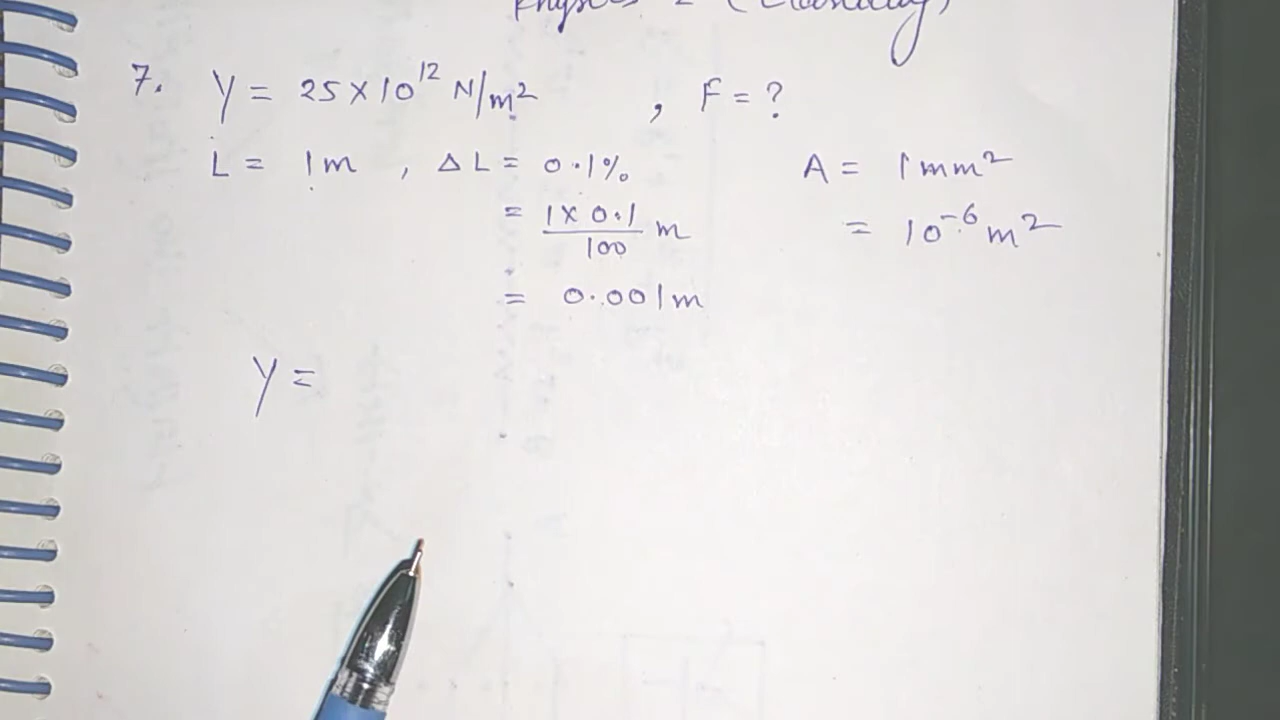 7. Y = 25 × 10¹² N/m² , F = ?
L = 1m , ΔL = 0.1% A = 1mm²
= 1 × 0.1 / 100 m = 10⁻⁶ m²
= 0.001m
Y =